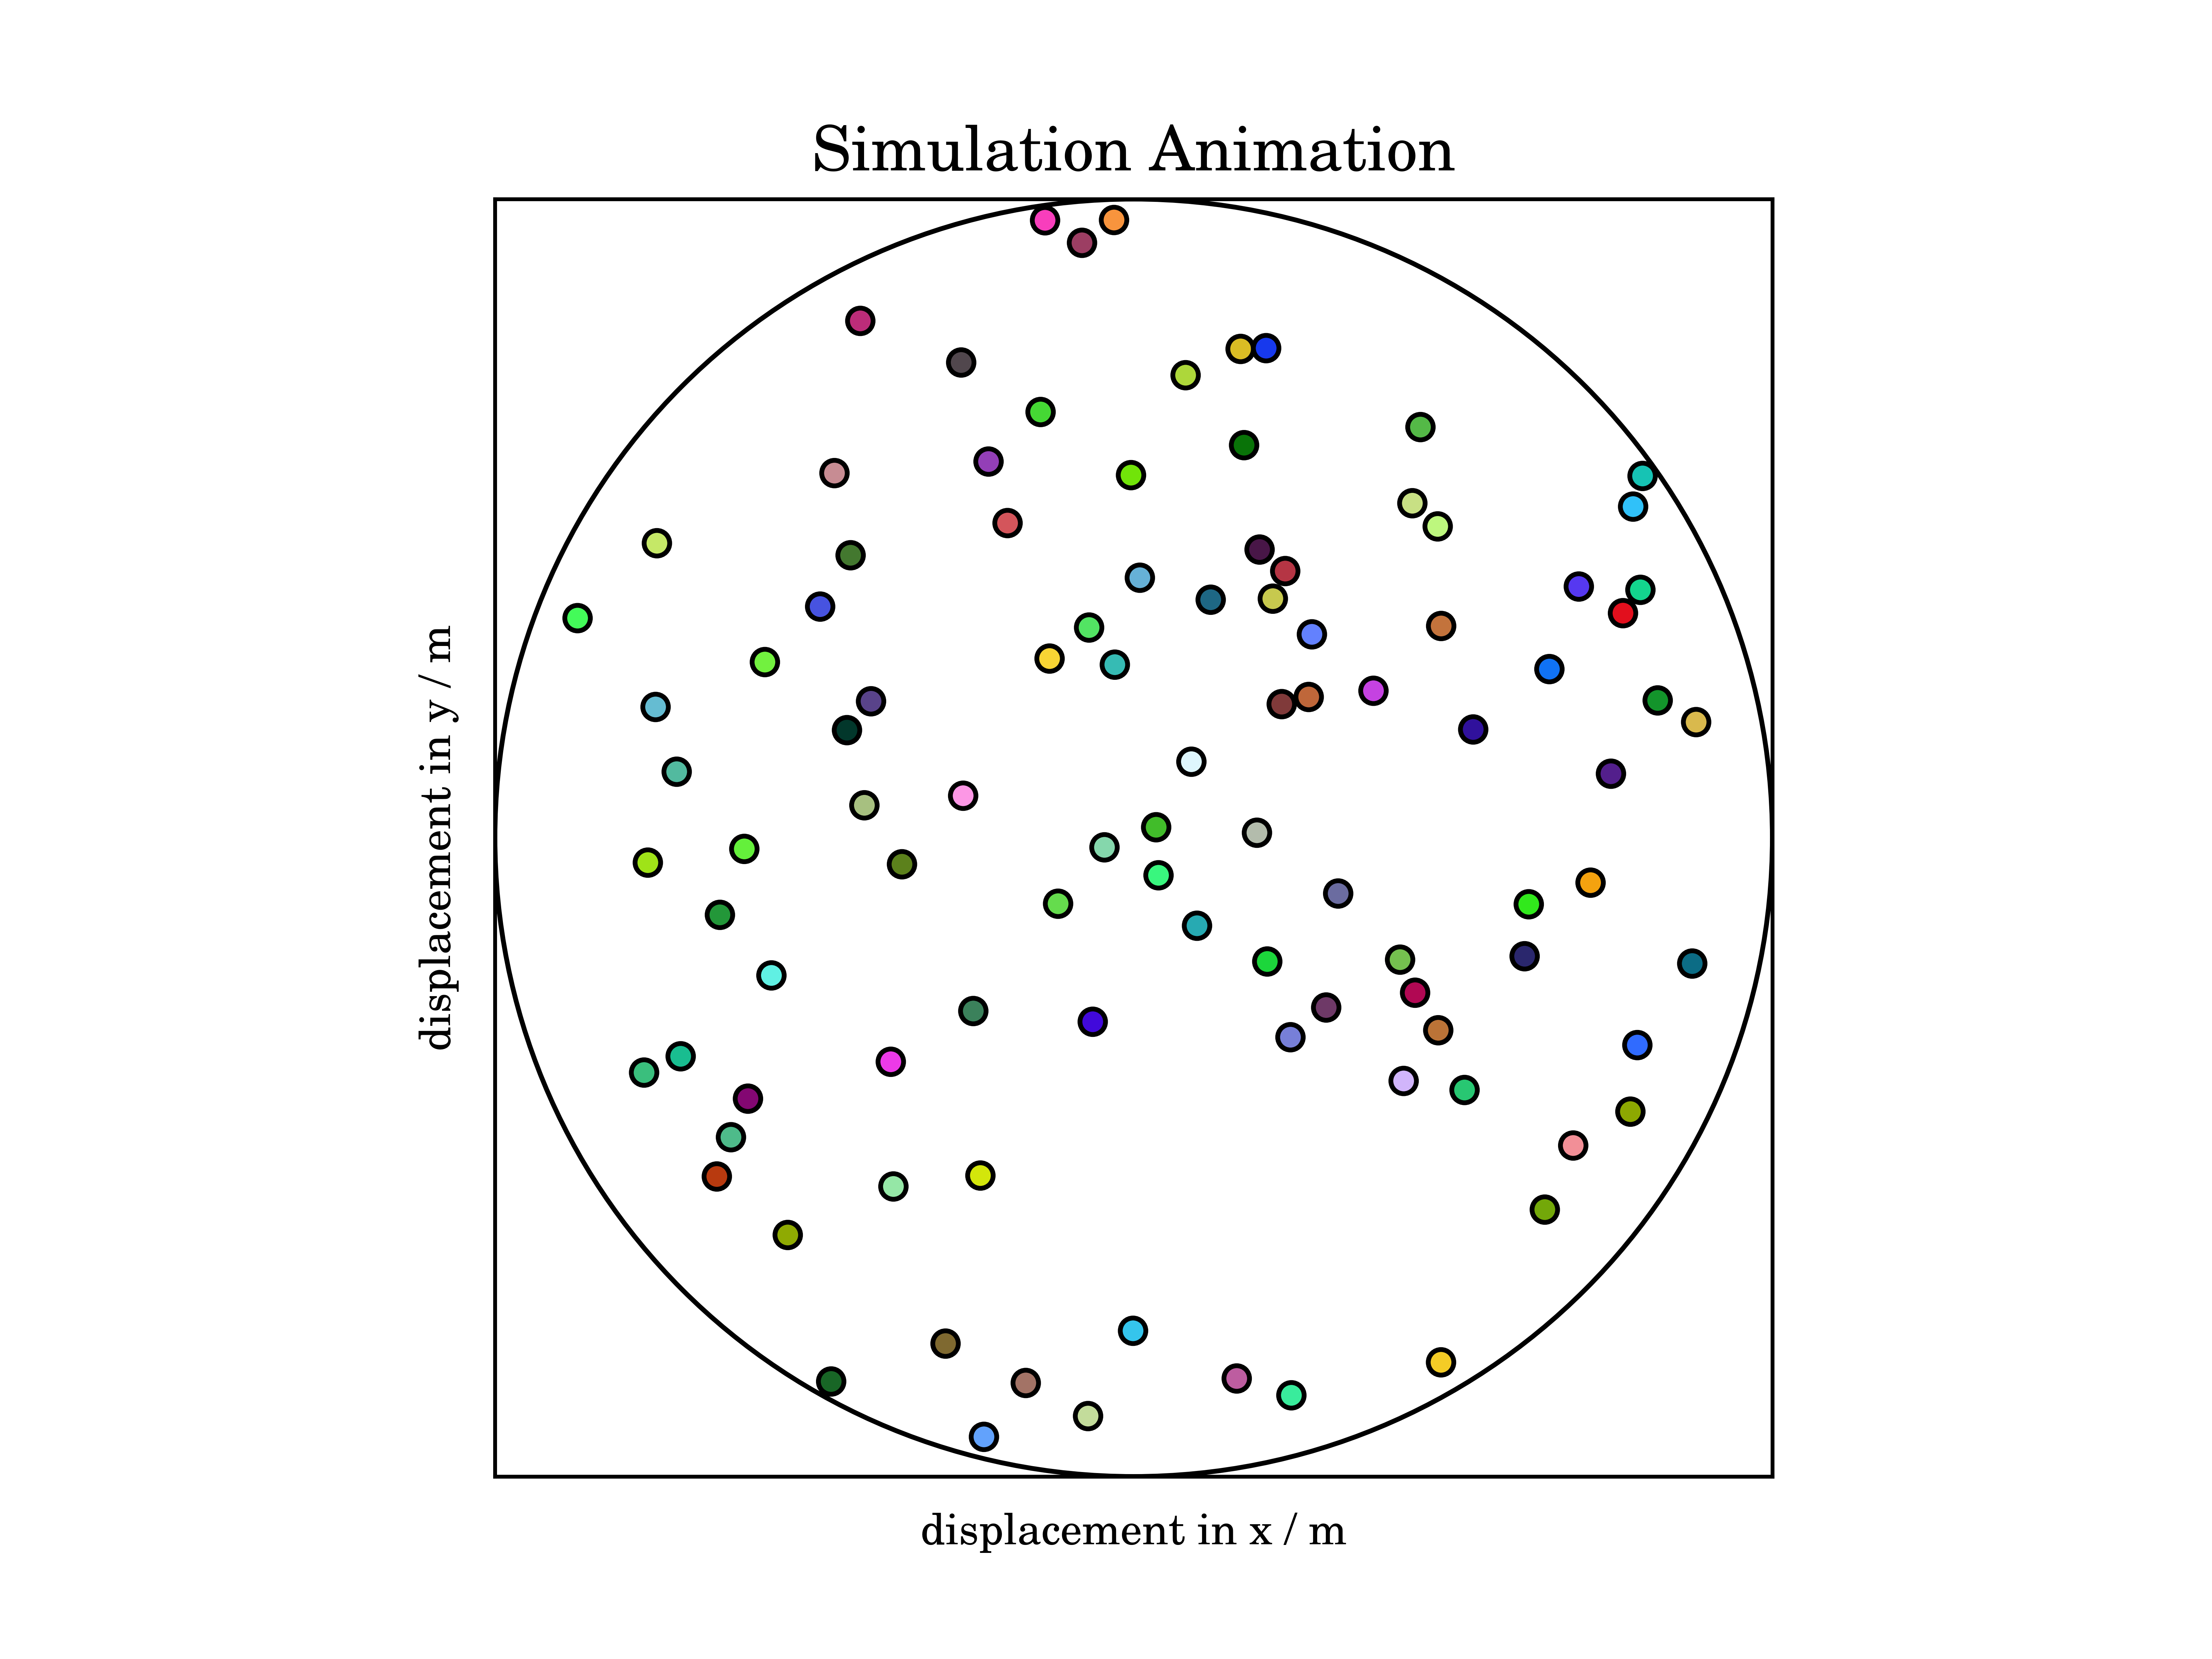 Simulation Animation
displacement in y / m
displacement in x / m